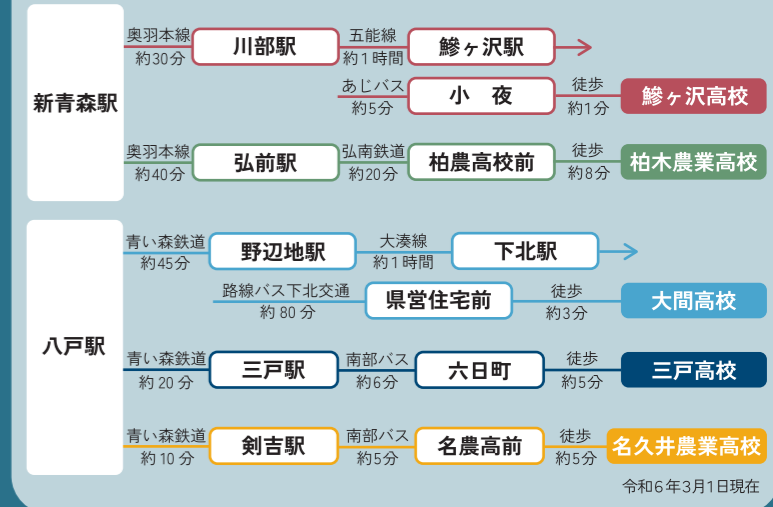 新青森駅
奥羽本線 約30分 川部駅 五能線 約1時間 鰺ヶ沢駅
あじバス 約5分 小　夜 徒歩 約1分 鰺ヶ沢高校
奥羽本線 約40分 弘前駅 弘南鉄道 約20分 柏農高校前 徒歩 約8分 柏木農業高校
八戸駅
青い森鉄道 約45分 野辺地駅 大湊線 約1時間 下北駅
路線バス下北交通 約80分 県営住宅前 徒歩 約3分 大間高校
青い森鉄道 約20分 三戸駅 南部バス 約6分 六日町 徒歩 約5分 三戸高校
青い森鉄道 約10分 剣吉駅 南部バス 約5分 名農高前 徒歩 約5分 名久井農業高校
令和6年3月1日現在